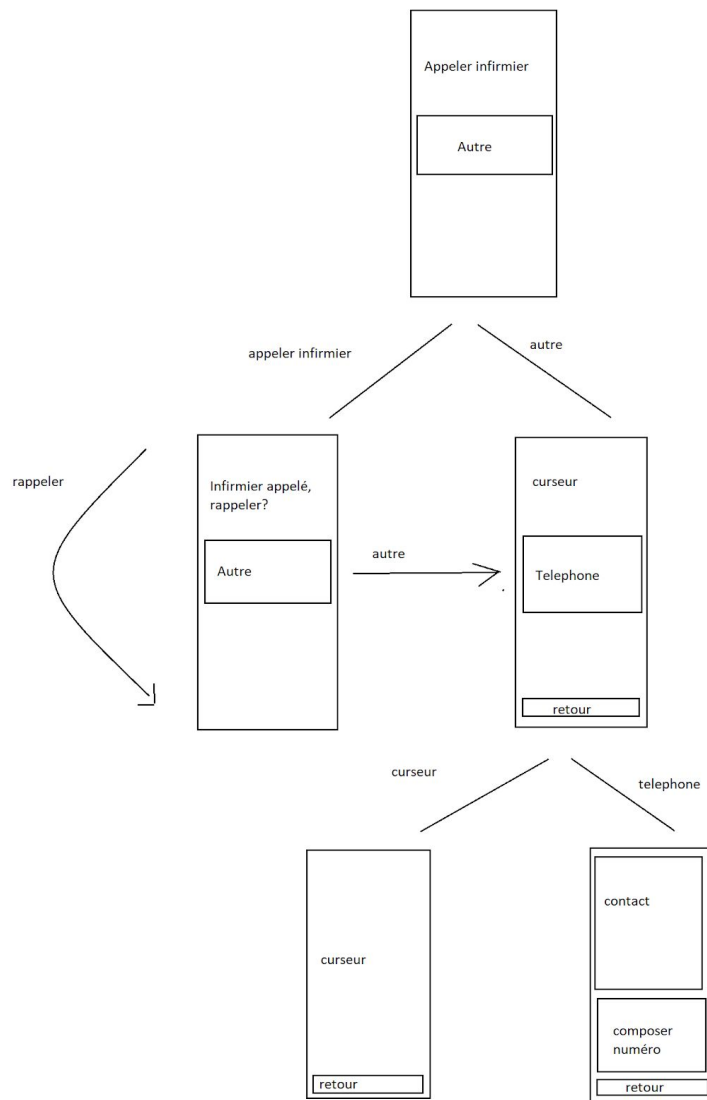 Appeler infirmier
Autre
appeler infirmier
autre
rappeler
Infirmier appelé,
rappeler?
Autre
autre
curseur
Telephone
retour
curseur
telephone
curseur
retour
contact
composer
numéro
retour